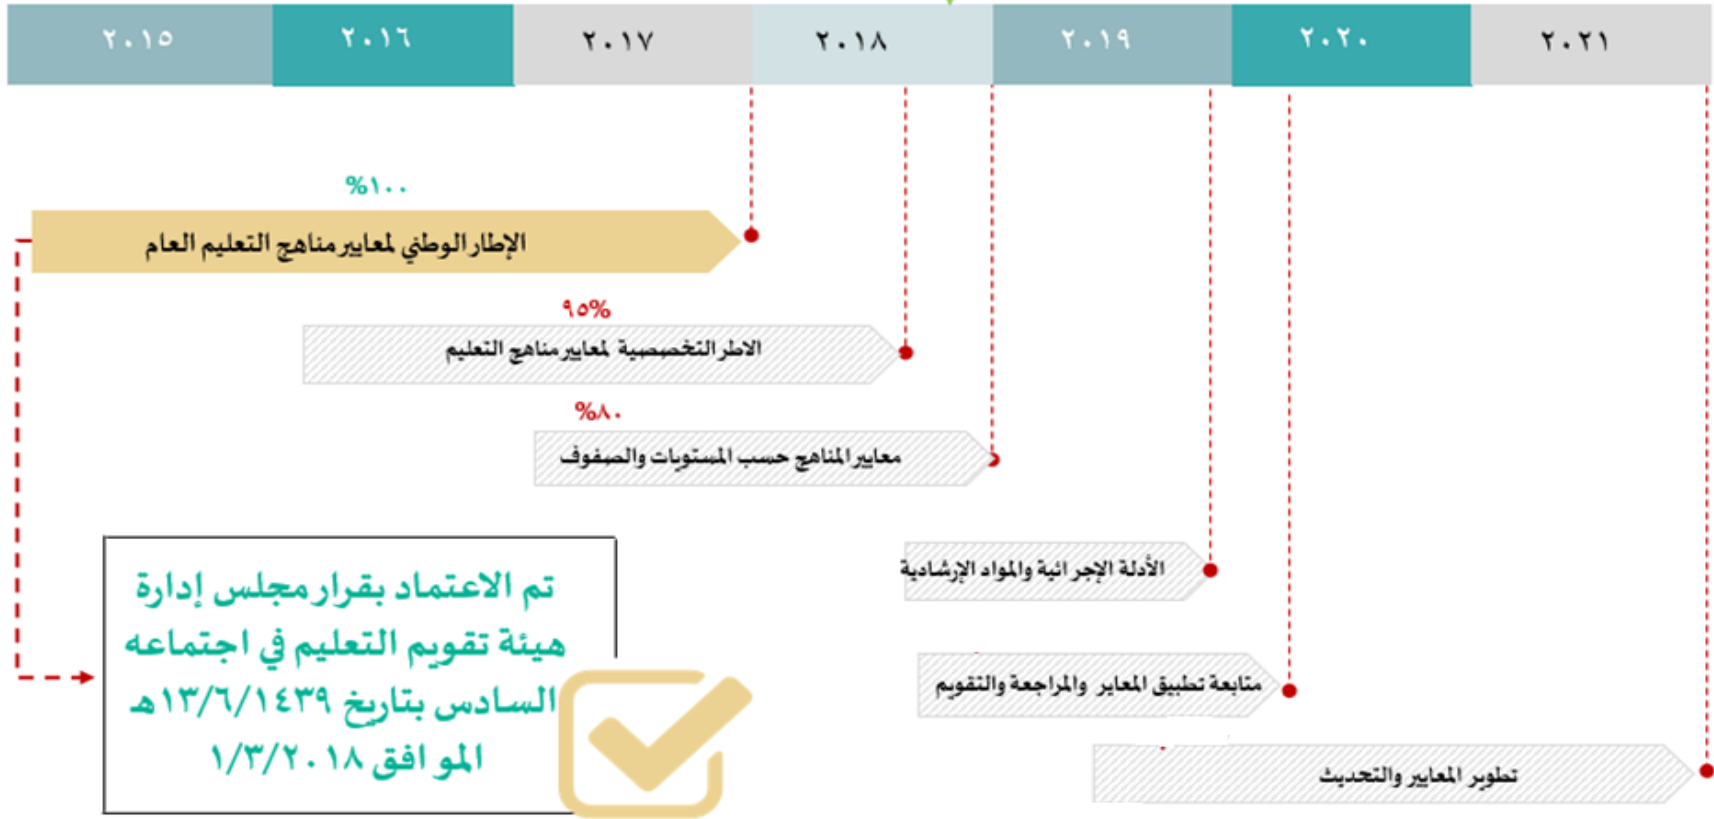 ٢٠١٥
٢٠١٦
٢٠١٧
٢٠١٨
٢٠١٩
٢٠٢٠
٢٠٢١
%١٠٠
الإطار الوطني لمعايير مناهج التعليم العام
٩٥%
الاطر التخصصية لمعايير مناهج التعليم
%٨٠
معايير المناهج حسب المستويات والصفوف
الأدلة الإجرائية والمواد الإرشادية
متابعة تطبيق المعاير والمراجعة والتقويم
تطوير المعايير والتحديث
تم الاعتماد بقرار مجلس إدارة
هيئة تقويم التعليم في اجتماعه
السادس بتاريخ ١٣/٦/١٤٣٩هـ
الموافق ١/٣/٢٠١٨